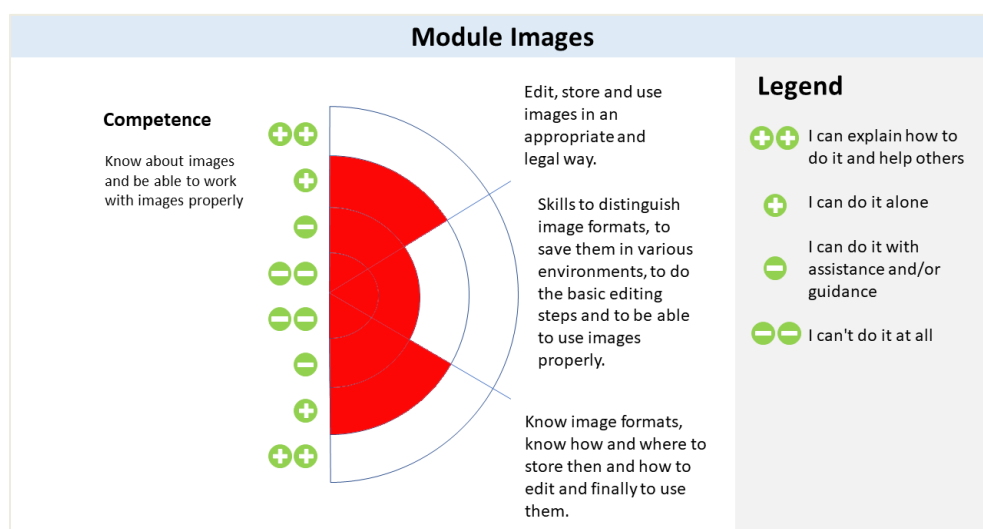 Module Images
Competence
Know about images
and be able to work
with images properly
Edit, store and use
images in an
appropriate and
legal way.
Skills to distinguish
image formats, to
save them in various
environments, to do
the basic editing
steps and to be able
to use images
properly.
Know image formats,
know how and where to
store then and how to
edit and finally to use
them.
Legend
I can explain how to
do it and help others
I can do it alone
I can do it with
assistance and/or
guidance
I can't do it at all